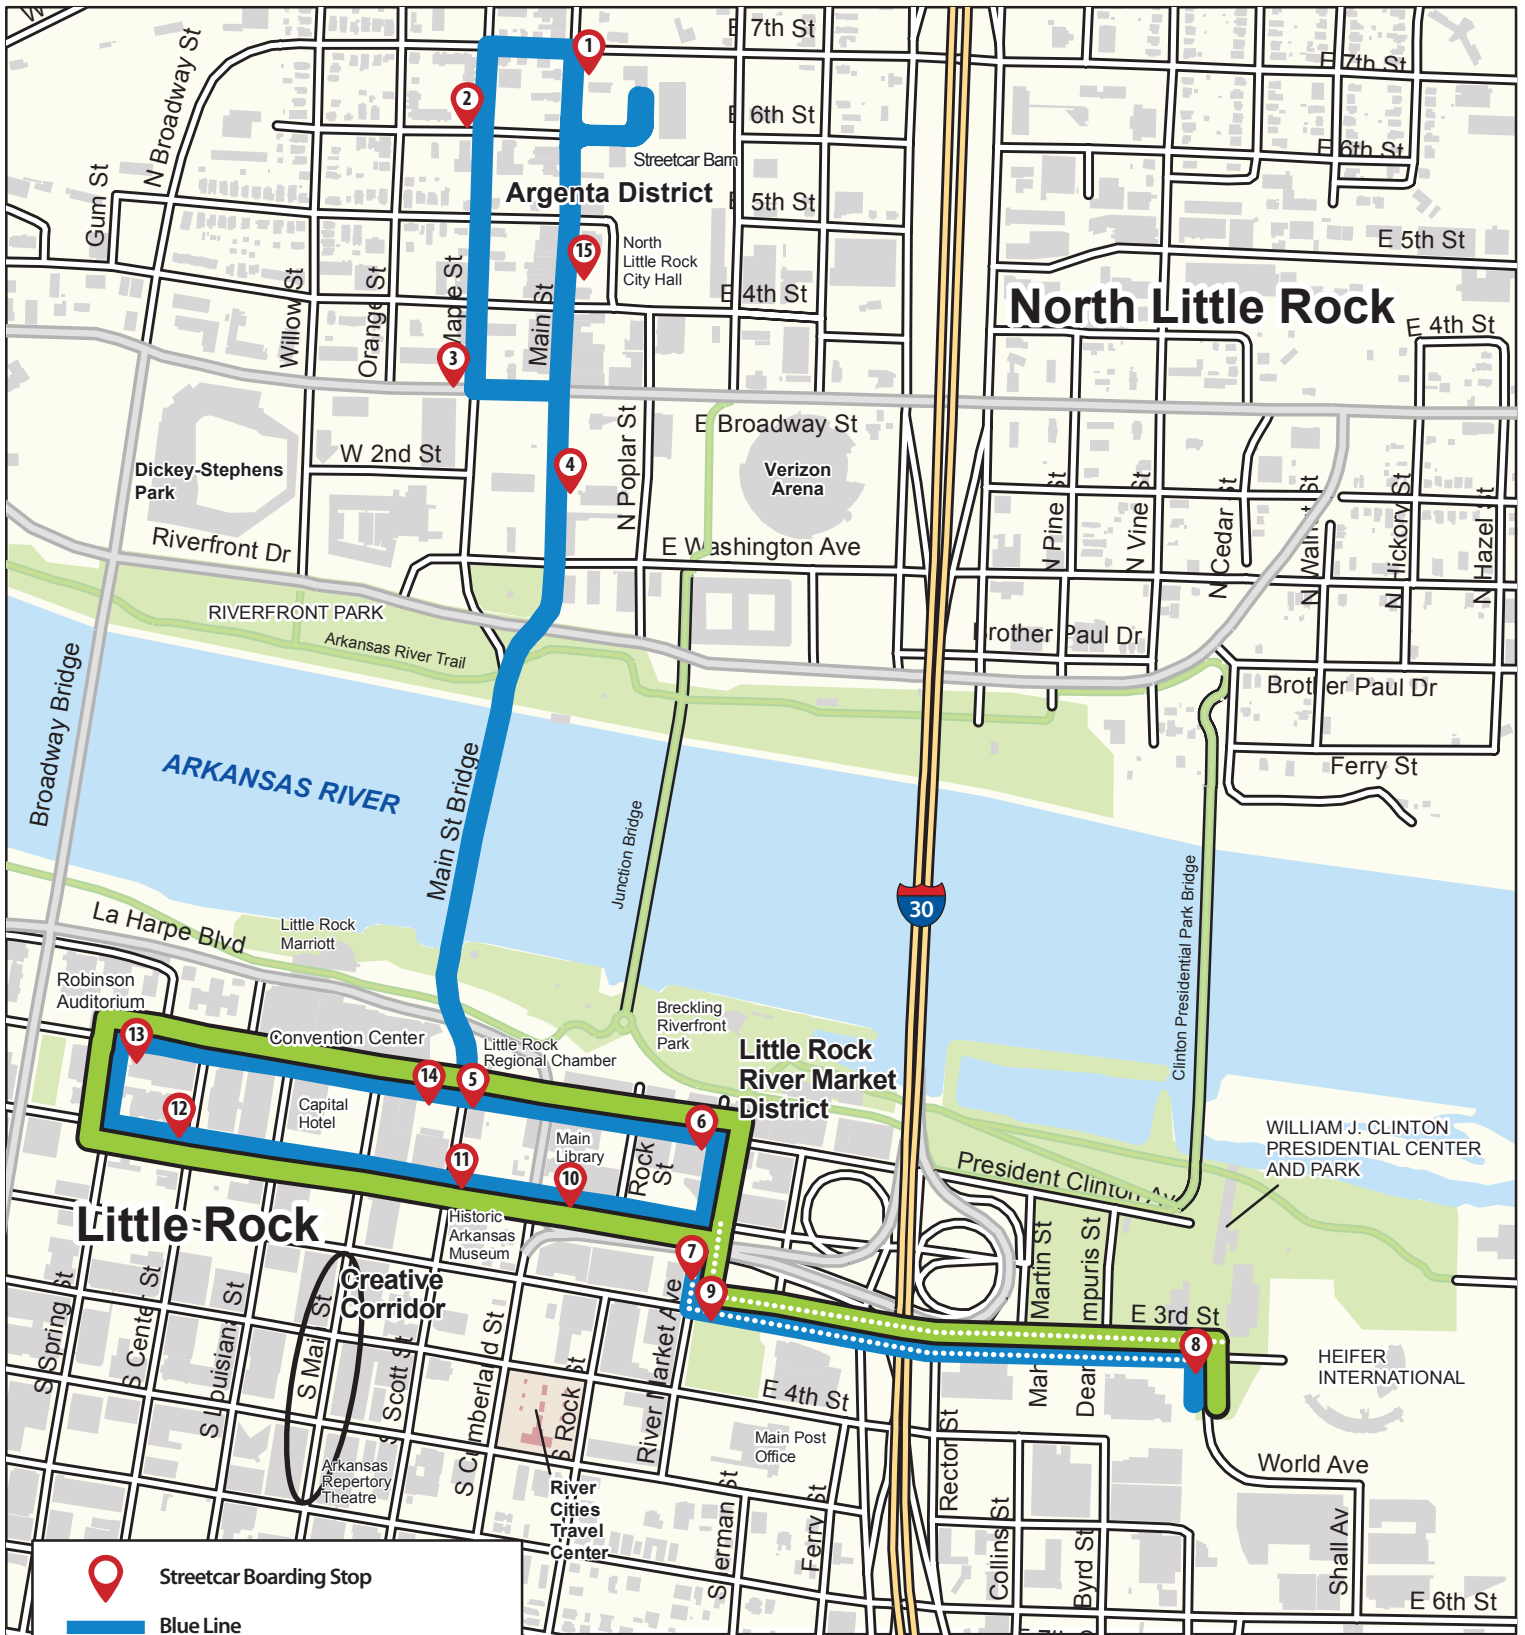 N Broadway St
E 7th St
E 7th St
1
2
E 6th St
E 6th St
Streetcar Barn
Argenta District
E 5th St
E 5th St
Gum St
15
North
Little Rock
City Hall
Willow St
Orange St
Maple St
Main St
E 4th St
North Little Rock
E 4th St
3
E Broadway St
W 2nd St
4
Dickey-Stephens
Park
N Poplar St
Verizon
Arena
N Pine St
N Vine St
N Cedar St
N Walnut St
N Hickory St
N Hazel St
Riverfront Dr
E Washington Ave
RIVERFRONT PARK
Arkansas River Trail
Brother Paul Dr
Brother Paul Dr
Broadway Bridge
ARKANSAS RIVER
Main St Bridge
Junction Bridge
Ferry St
Clinton Presidential Park Bridge
30
La Harpe Blvd
Little Rock
Marriott
Robinson
Auditorium
Breckling
Riverfront
Park
13
Convention Center
Little Rock
Regional Chamber
Little Rock
River Market
District
14
5
12
Capital
Hotel
6
Main
Library
Rock
St
11
10
WILLIAM J. CLINTON
PRESIDENTIAL CENTER
AND PARK
President Clinton Av
Little Rock
Historic
Arkansas
Museum
7
9
Creative
Corridor
E 3rd St
8
S Spring St
S Center St
S Louisiana St
S Main St
S Scott St
S Cumberland St
S Rock St
River Market Ave
HEIFER
INTERNATIONAL
E 4th St
Main Post
Office
Rector St
World Ave
Arkansas
Repertory
Theatre
River
Cities
Travel
Center
Ferry St
Collins St
Byrd St
Shall Av
E 6th St
Streetcar Boarding Stop
Blue Line